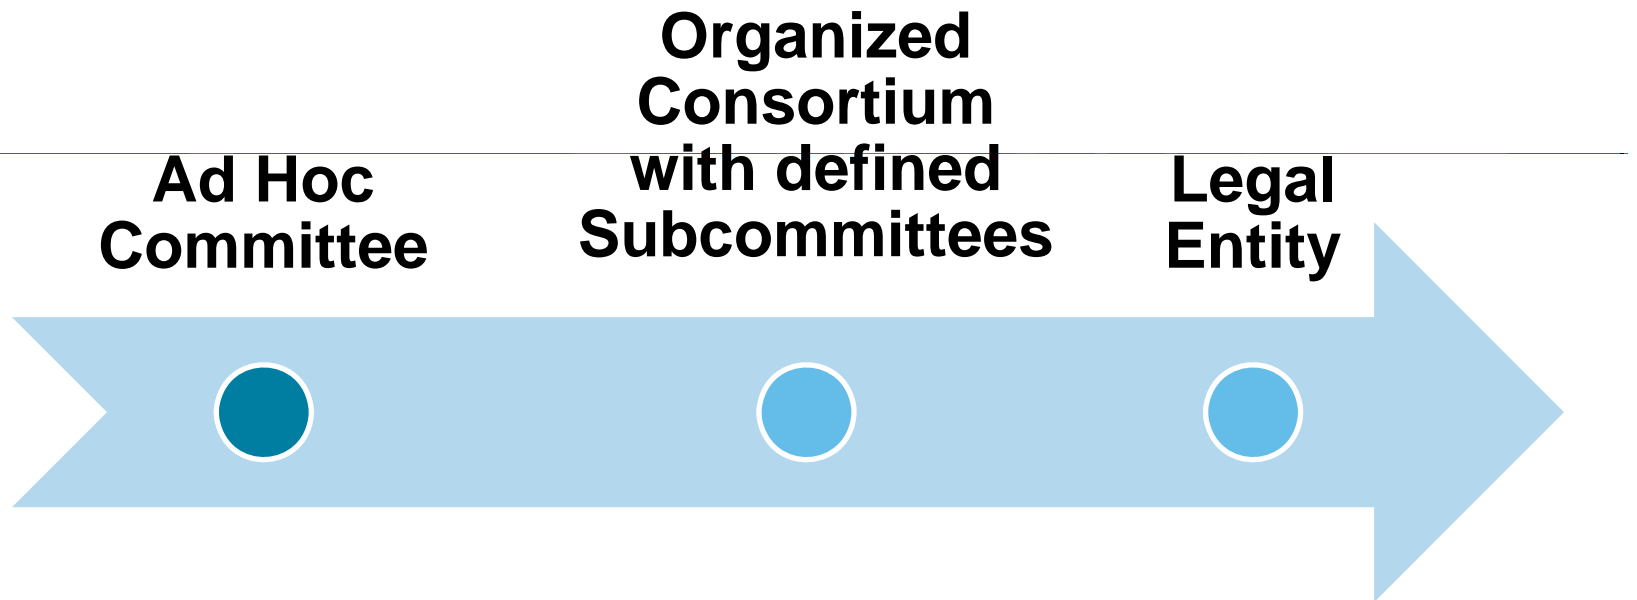 Ad Hoc
Committee
Organized
Consortium
with defined
Subcommittees
Legal
Entity